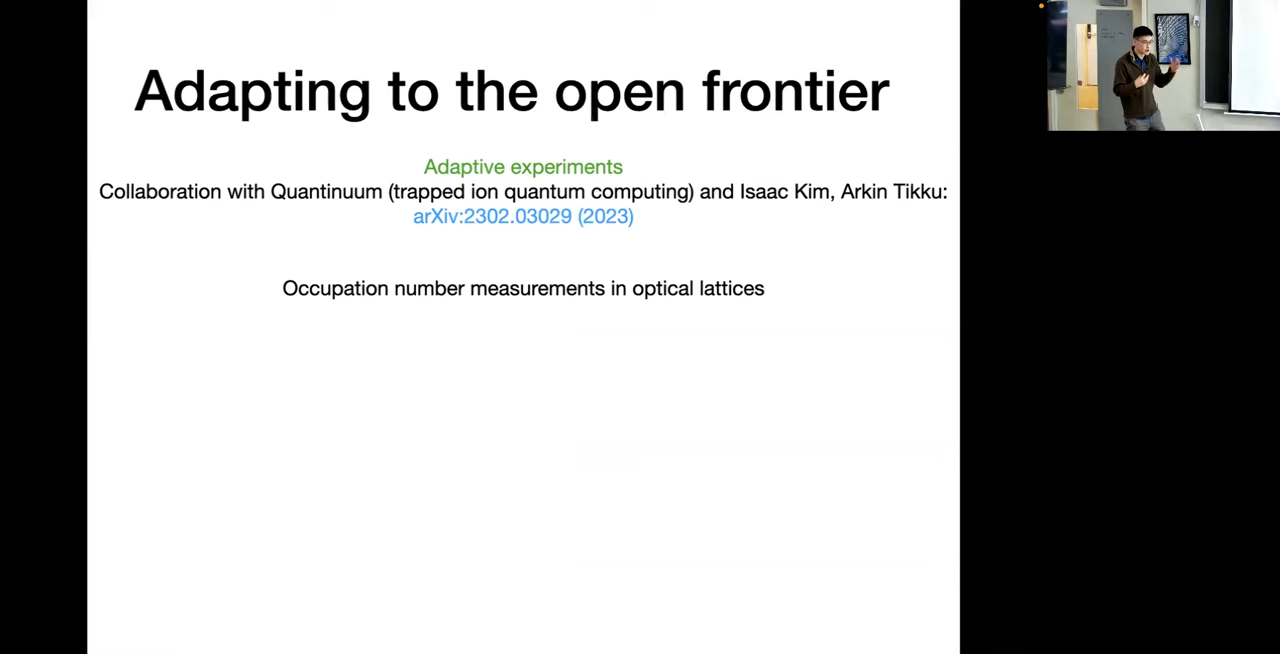 Adapting to the open frontier
Adaptive experiments
Collaboration with Quantinuum (trapped ion quantum computing) and Isaac Kim, Arkin Tikku:
arXiv:2302.03029 (2023)
Occupation number measurements in optical lattices